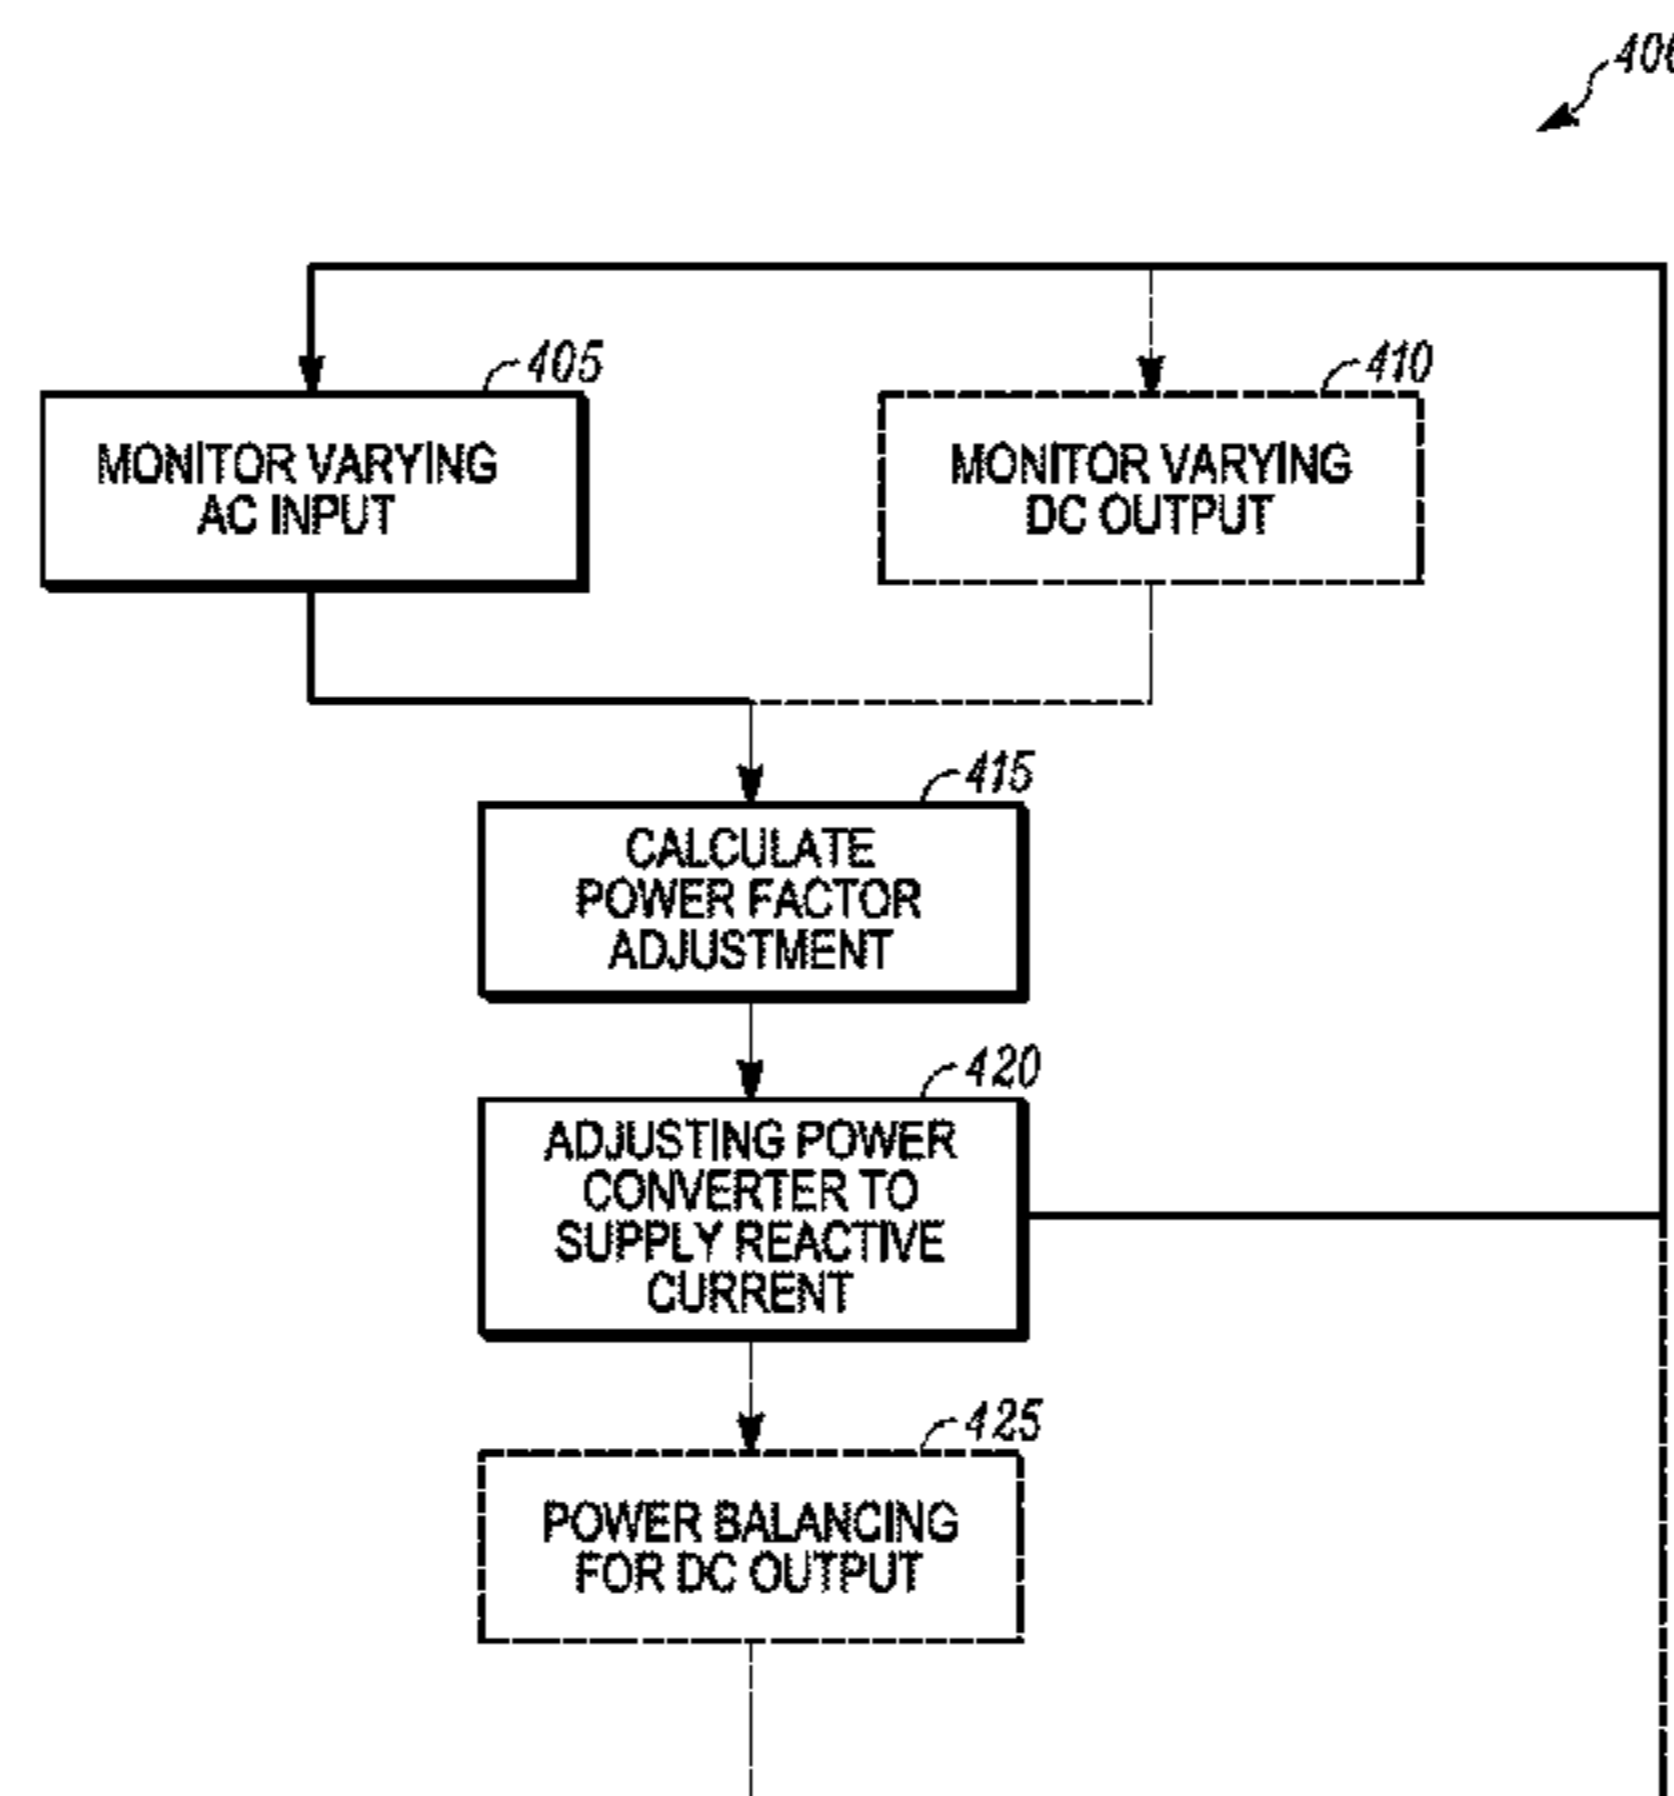 405
410
MONITOR VARYING
AC INPUT
MONITOR VARYING
DC OUTPUT
415
CALCULATE
POWER FACTOR
ADJUSTMENT
420
ADJUSTING POWER
CONVERTER TO
SUPPLY REACTIVE
CURRENT
425
POWER BALANCING
FOR DC OUTPUT